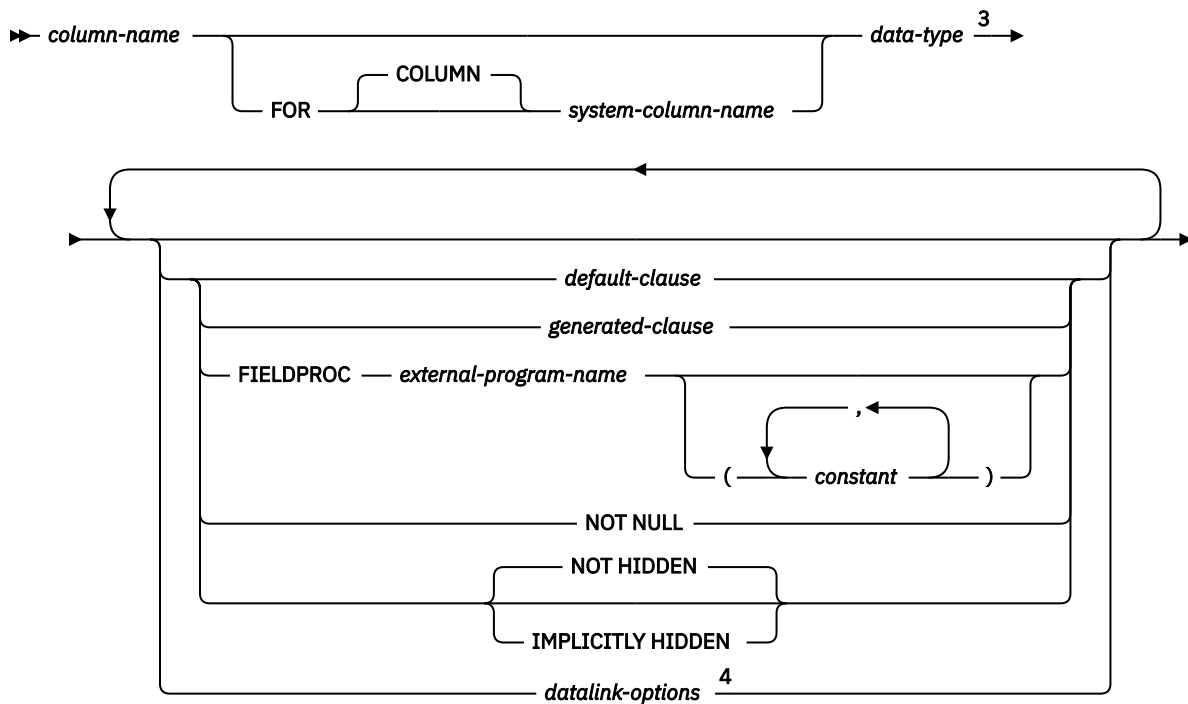 column-name data-type 3
COLUMN
FOR system-column-name
default-clause
generated-clause
FIELDPROC external-program-name
,
( constant )
NOT NULL
NOT HIDDEN
IMPLICITLY HIDDEN
datalink-options 4